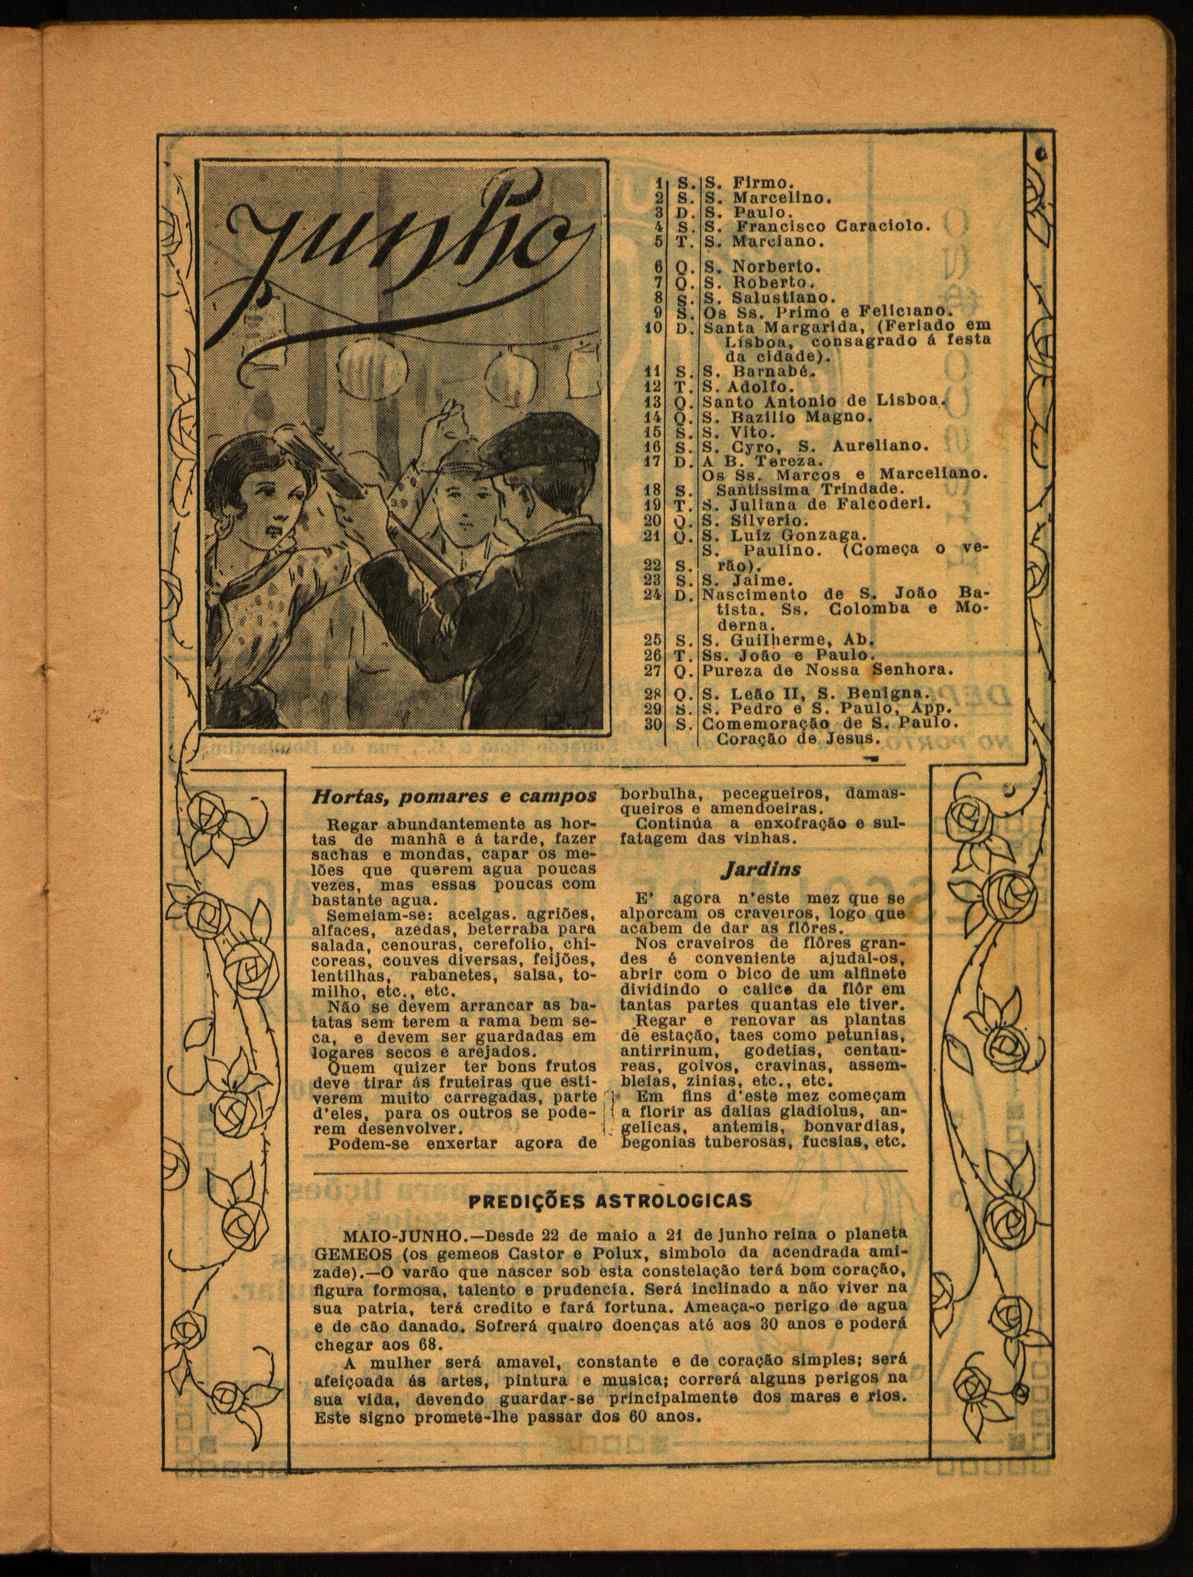 Junho
1 S. S. Firmo.
2 S. S. Marcelino.
3 D. S. Paulo.
4 S. S. Francisco Caraciolo.
5 T. S. Marciano.
6 Q. S. Norberto.
7 Q. S. Roberto.
8 S. S. Salustiano.
9 S. Os Ss. Primo e Feliciano.
10 D. Santa Margarida, (Feriado em
Lisboa, consagrado á festa
da cidade).
11 S. S. Barnabé.
12 T. S. Adolfo.
13 Q. Santo Antonio de Lisboa.
14 Q. S. Bazilio Magno.
15 S. S. Vito.
16 S. S. Cyro, S. Aureliano.
17 D. A B. Tereza.
Os Ss. Marcos e Marceliano.
18 S. Santissima Trindade.
19 T. S. Juliana de Falcoderi.
20 Q. S. Silverio.
21 Q. S. Luiz Gonzaga.
S. Paulino. (Começa o ve-
22 S. rão).
23 S. S. Jaime.
24 D. Nascimento de S. João Ba-
tista. Ss. Colomba e Mo-
derna.
25 S. S. Guilherme, Ab.
26 T. Ss. João e Paulo.
27 Q. Pureza de Nossa Senhora.
28 Q. S. Leão II, S. Benigna.
29 S. S. Pedro e S. Paulo, App.
30 S. Comemoração de S. Paulo.
Coração de Jesus.
Hortas, pomares e campos
Regar abundantemente as hor-
tas de manhã e á tarde, fazer
sachas e mondas, capar os me-
lões que querem agua poucas
vezes, mas essas poucas com
bastante agua.
Semeiam-se: acelgas. agriões,
alfaces, azedas, beterraba para
salada, cenouras, cerefolio, chi-
coreas, couves diversas, feijões,
lentilhas, rabanetes, salsa, to-
milho, etc., etc.
Não se devem arrancar as ba-
tatas sem terem a rama bem se-
ca, e devem ser guardadas em
logares secos e arejados.
Quem quizer ter bons frutos
deve tirar ás fruteiras que esti-
verem muito carregadas, parte
d'eles, para os outros se pode-
rem desenvolver.
Podem-se enxertar agora de
borbulha, pecegueiros, damas-
queiros e amendoeiras.
Continúa a enxofração e sul-
fatagem das vinhas.
Jardins
E' agora n'este mez que se
alporcam os craveiros, logo que
acabem de dar as flôres.
Nos craveiros de flôres gran-
des é conveniente ajudal-os,
abrir com o bico de um alfinete
dividindo o calice da flôr em
tantas partes quantas ele tiver.
Regar e renovar as plantas
de estação, taes como petunias,
antirrinum, godetias, centau-
reas, goivos, cravinas, assem-
bleias, zinias, etc., etc.
Em fins d'este mez começam
a florir as dalias gladiolus, an-
gelicas, antemis, bonvardias,
begonias tuberosas, fucsias, etc.
PREDIÇÕES ASTROLOGICAS
MAIO-JUNHO.—Desde 22 de maio a 21 de junho reina o planeta
GEMEOS (os gemeos Castor e Polux, simbolo da acendrada ami-
zade).—O varão que nascer sob esta constelação terá bom coração,
figura formosa, talento e prudencia. Será inclinado a não viver na
sua patria, terá credito e fará fortuna. Ameaça-o perigo de agua
e de cão danado. Sofrerá quatro doenças até aos 30 anos e poderá
chegar aos 68.
A mulher será amavel, constante e de coração simples; será
afeiçoada ás artes, pintura e musica; correrá alguns perigos na
sua vida, devendo guardar-se principalmente dos mares e rios.
Este signo promete-lhe passar dos 60 anos.